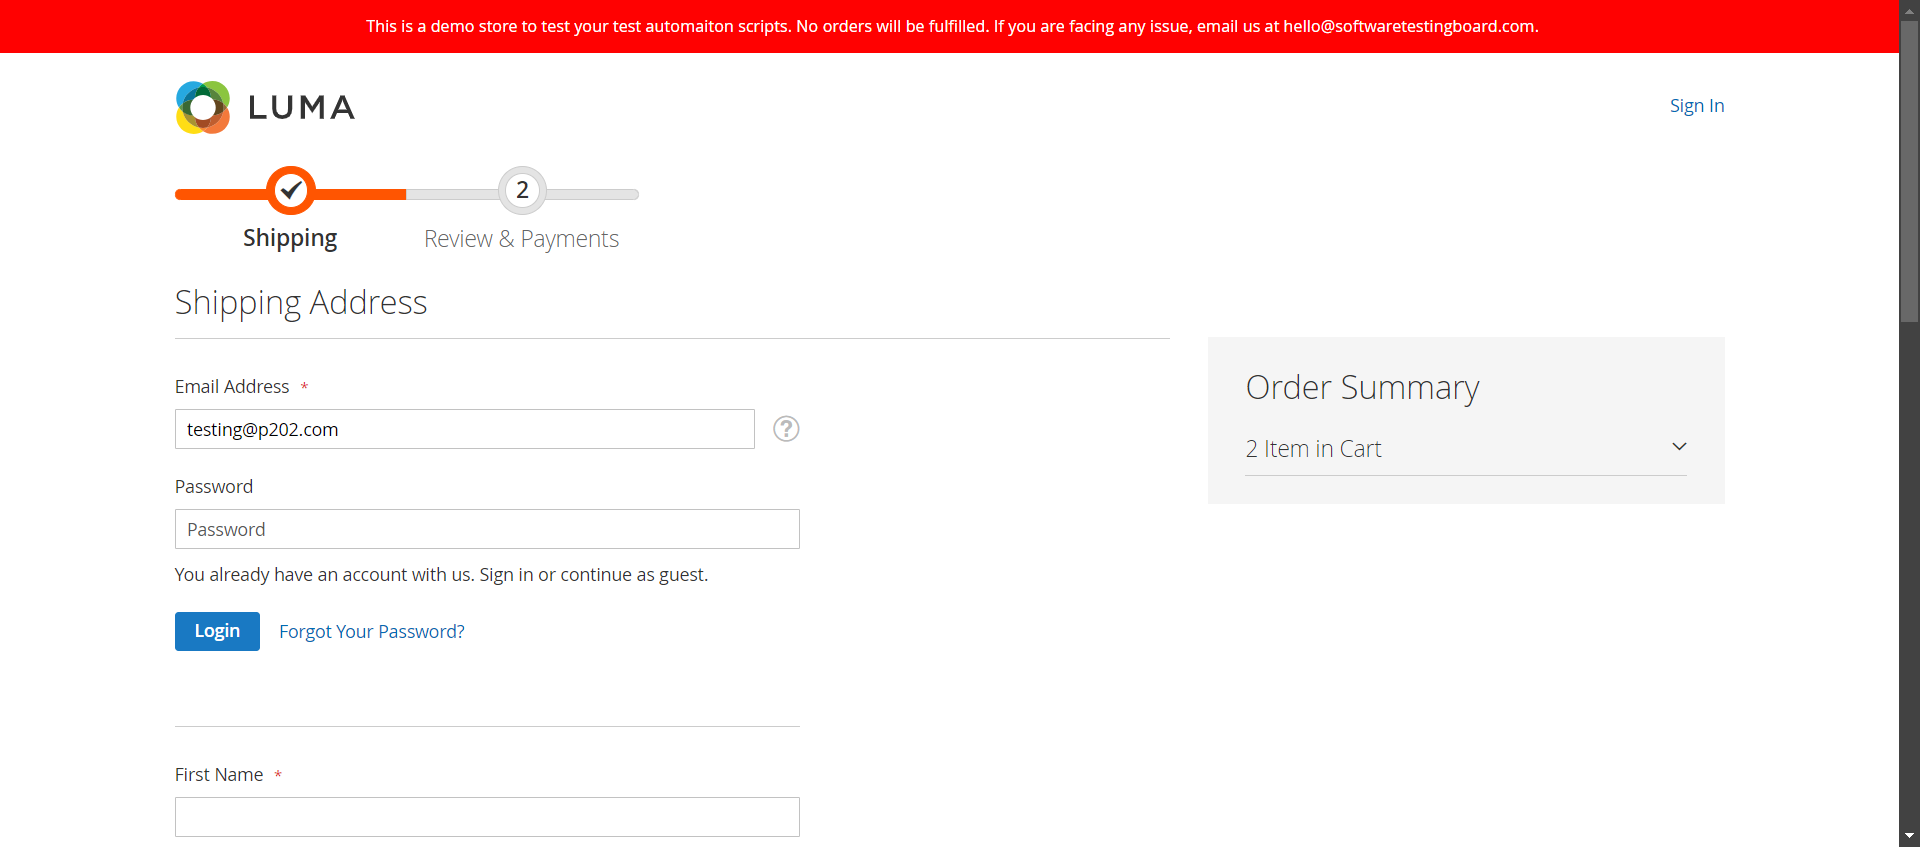 This is a demo store to test your test automaiton scripts. No orders will be fulfilled. If you are facing any issue, email us at hello@softwaretestingboard.com.
LUMA
Sign In
2
Shipping
Review & Payments
Shipping Address
Email Address *
testing@p202.com
?
Order Summary
2 Item in Cart
Password
Password
You already have an account with us. Sign in or continue as guest.
Login
Forgot Your Password?
First Name *